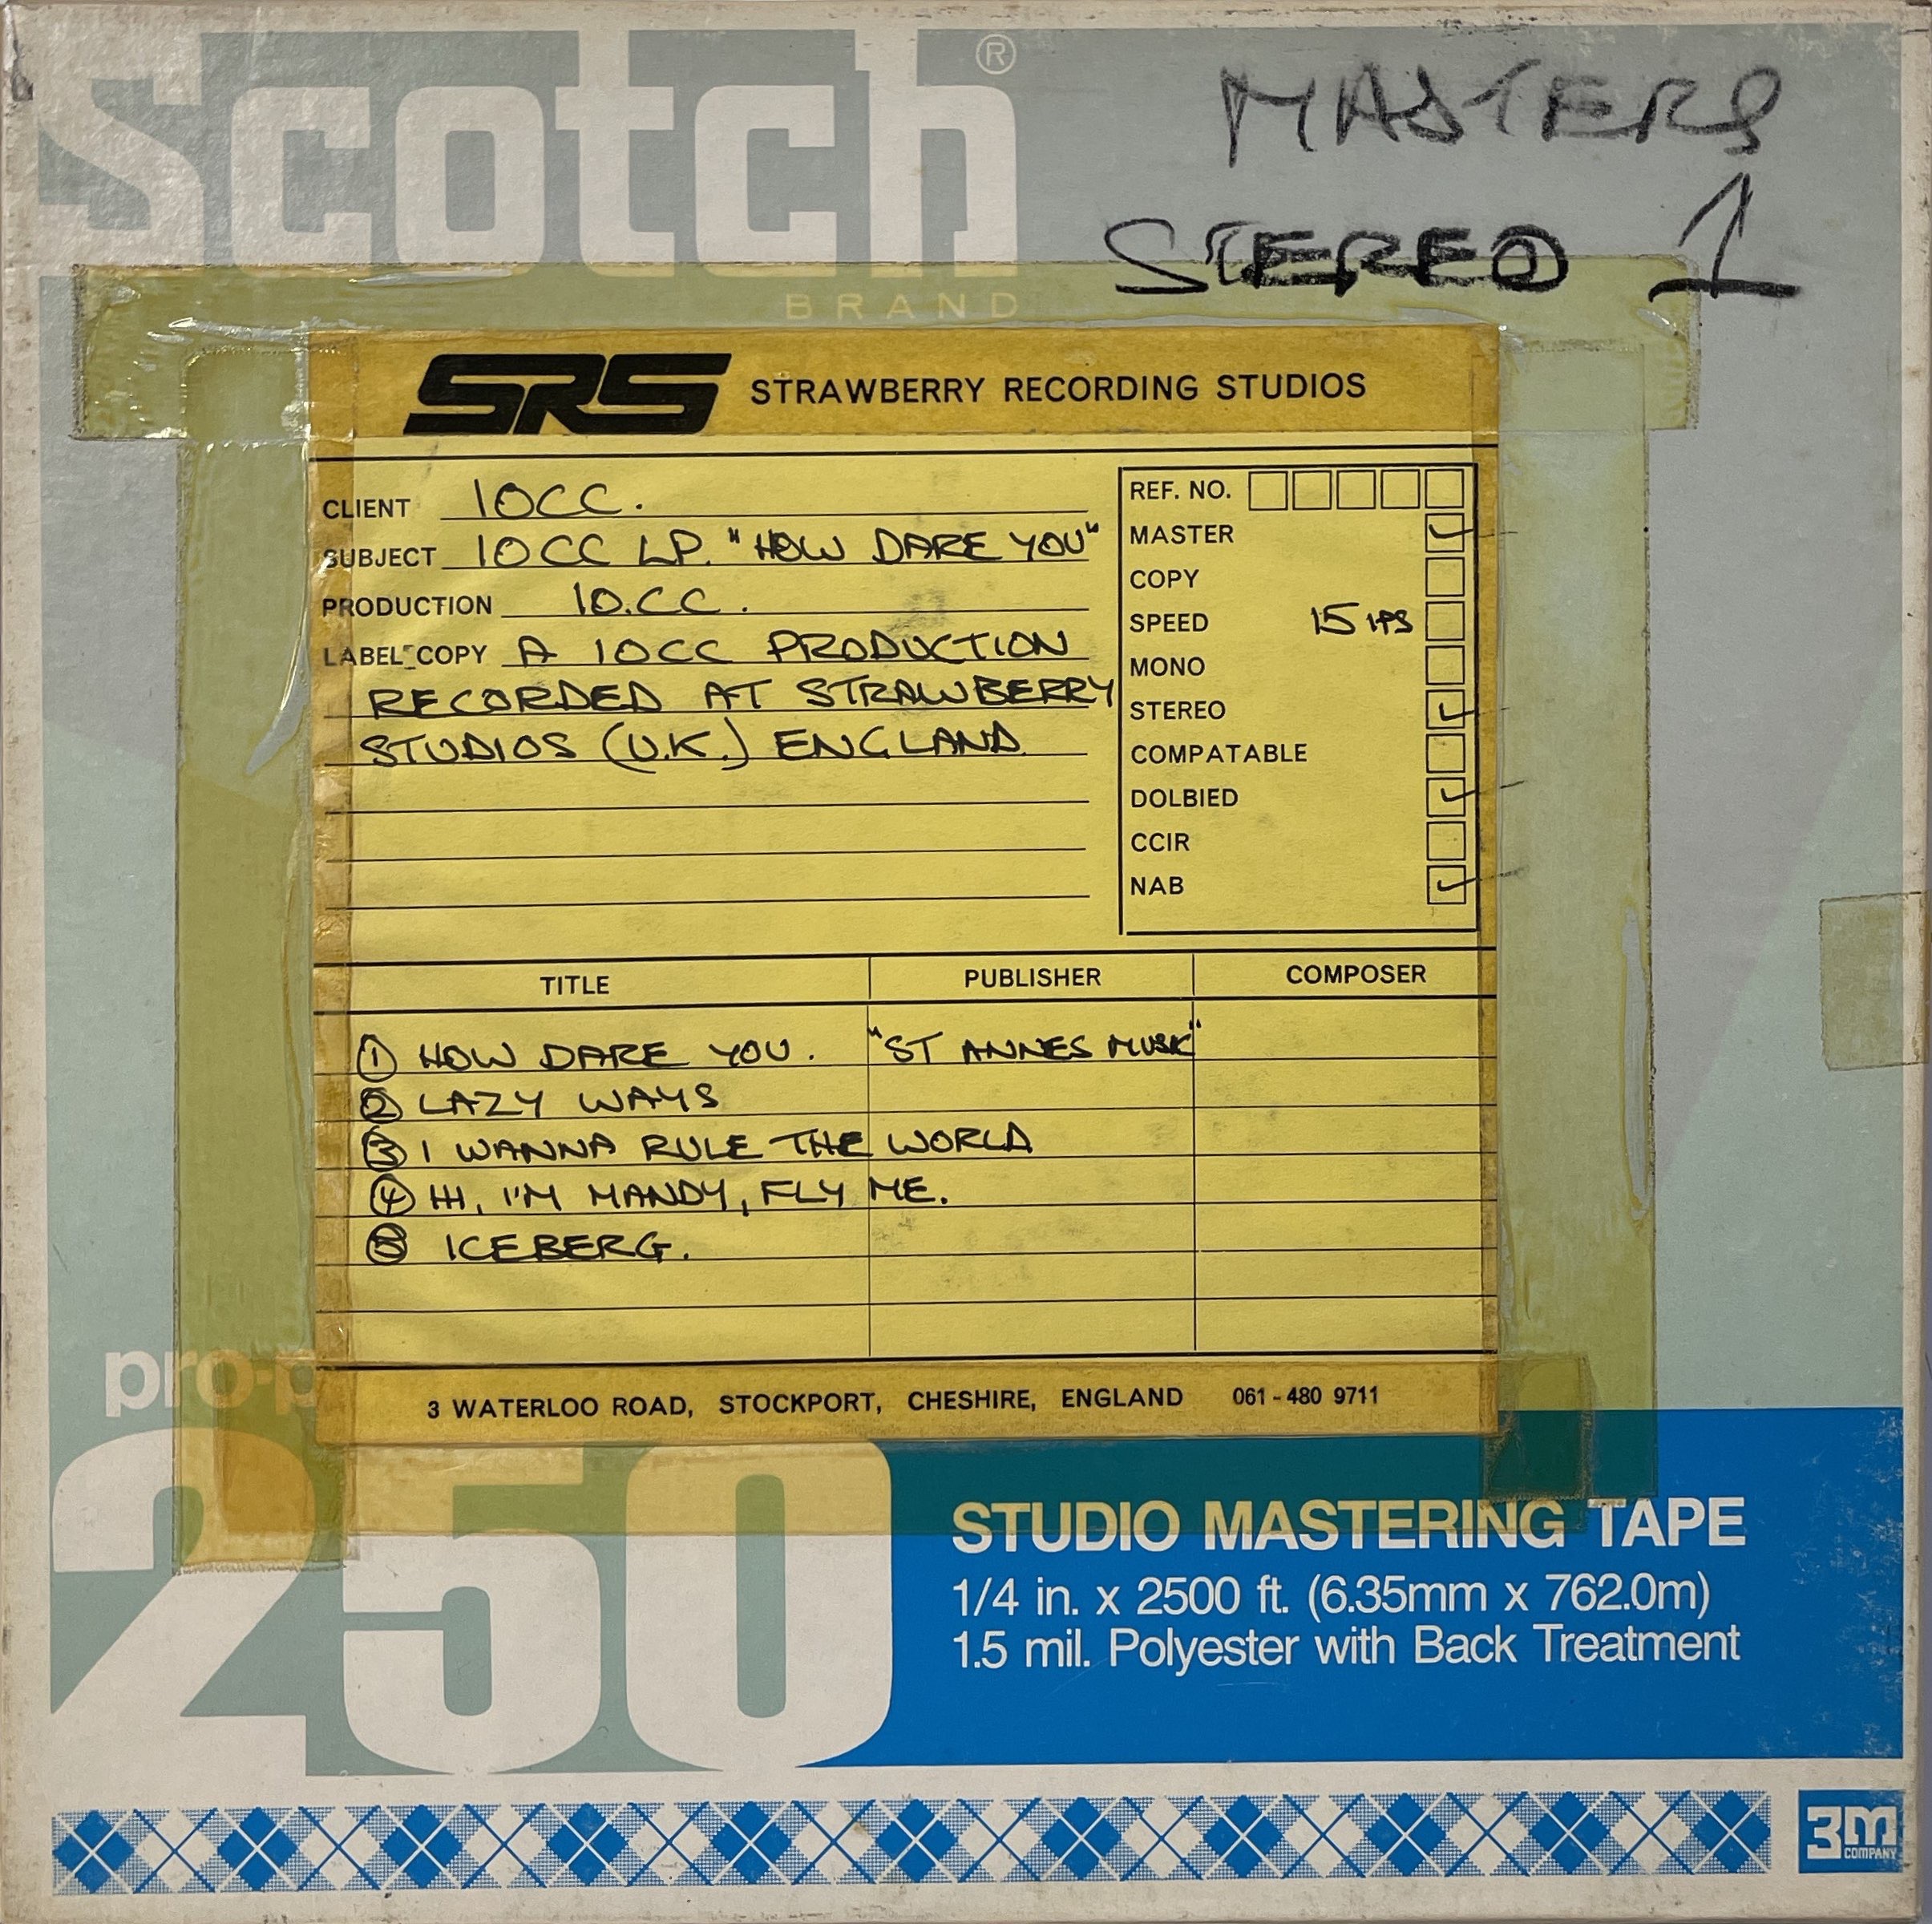 Scotch®
BRAND
MASTERS
STEREO 1
SRS STRAWBERRY RECORDING STUDIOS
CLIENT 10CC.
SUBJECT 10CC LP. "HOW DARE YOU"
PRODUCTION 10.CC.
LABEL COPY A 10CC PRODUCTION
RECORDED AT STRAWBERRY
STUDIOS (U.K.) ENGLAND
REF. NO.
MASTER ✓
COPY
SPEED 15 IPS
MONO
STEREO ✓
COMPATABLE
DOLBIED ✓
CCIR
NAB ✓
TITLE PUBLISHER COMPOSER
① HOW DARE YOU. "ST ANNES MUSIC"
② LAZY WAYS
③ I WANNA RULE THE WORLD
④ HI, I'M MANDY, FLY ME.
⑤ ICEBERG.
3 WATERLOO ROAD, STOCKPORT, CHESHIRE, ENGLAND 061-480 9711
pro-p
250
STUDIO MASTERING TAPE
1/4 in. x 2500 ft. (6.35mm x 762.0m)
1.5 mil. Polyester with Back Treatment
3M
COMPANY